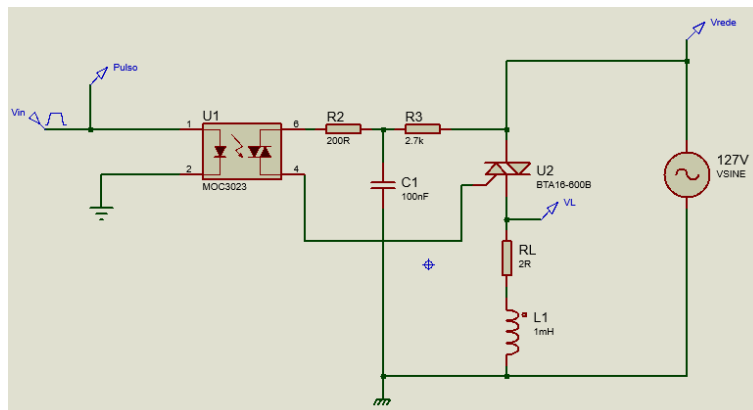 Vrede
Pulso
Vin
U1
1
6
2
4
MOC3023
R2
200R
R3
2.7k
C1
100nF
U2
BTA16-600B
VL
RL
2R
L1
1mH
127V
VSINE